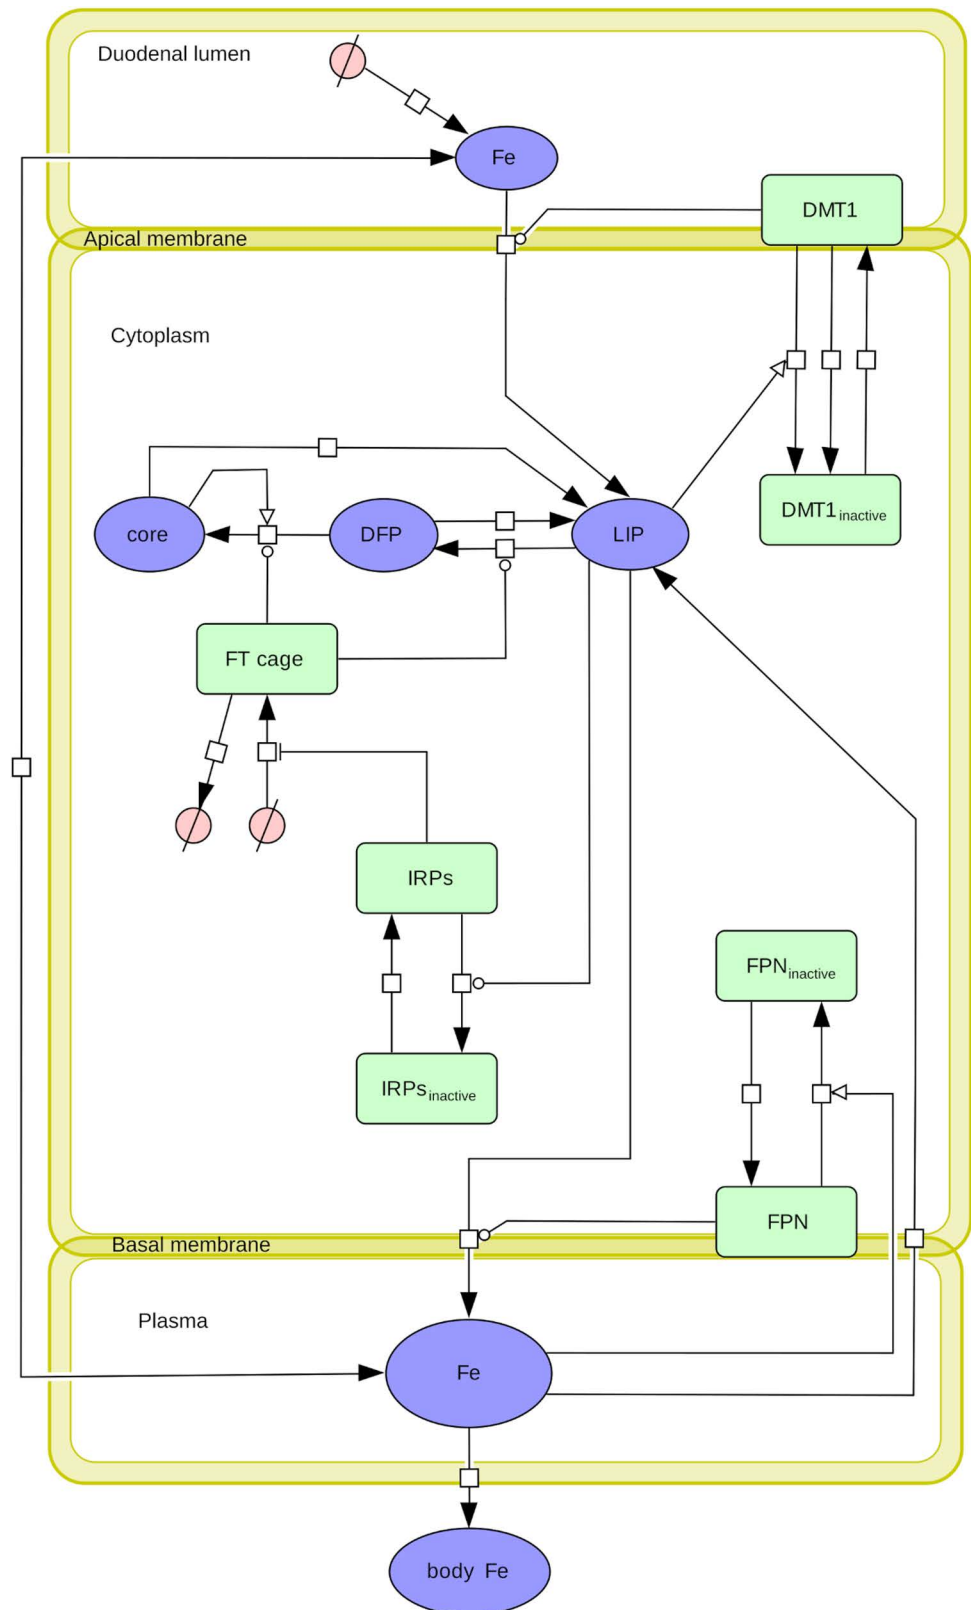 Duodenal lumen
Fe
DMT1
Apical membrane
Cytoplasm
DMT1inactive
core
DFP
LIP
FT cage
IRPs
FPNinactive
IRPsinactive
FPN
Basal membrane
Plasma
Fe
body Fe